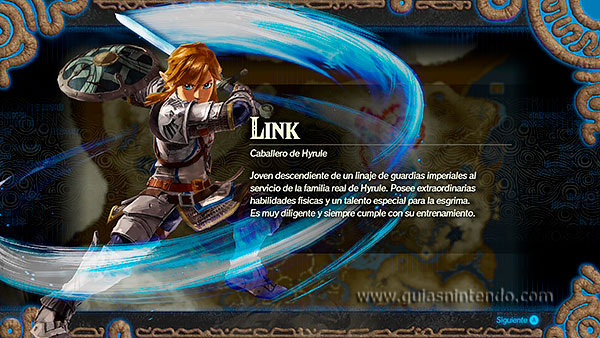 LINK
Caballero de Hyrule
Joven descendiente de un linaje de guardias imperiales al
servicio de la familia real de Hyrule. Posee extraordinarias
habilidades físicas y un talento especial para la esgrima.
Es muy diligente y siempre cumple con su entrenamiento.
www.guiasnintendo.com
Siguiente A